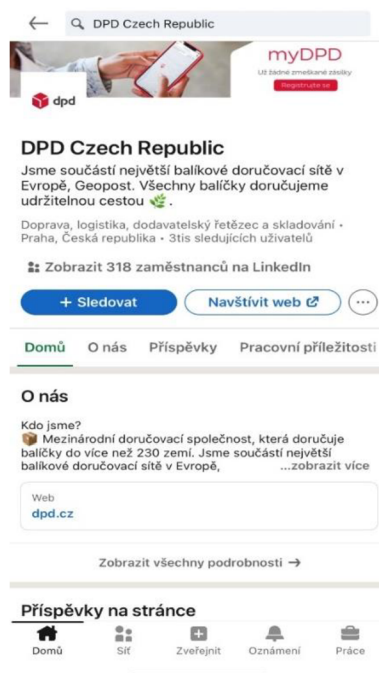 DPD Czech Republic
myDPD
Už žádné zmeškané zásilky
Registrujte se
dpd
DPD Czech Republic
Jsme součástí největší balíkové doručovací sítě v
Evropě, Geopost. Všechny balíčky doručujeme
udržitelnou cestou 🌿.
Doprava, logistika, dodavatelský řetězec a skladování •
Praha, Česká republika • 3tis sledujících uživatelů
Zobrazit 318 zaměstnanců na LinkedIn
+ Sledovat
Navštívit web
Domů O nás Příspěvky Pracovní příležitosti
O nás
Kdo jsme?
📦 Mezinárodní doručovací společnost, která doručuje
balíčky do více než 230 zemí. Jsme součástí největší
balíkové doručovací sítě v Evropě, ...zobrazit více
Web
dpd.cz
Zobrazit všechny podrobnosti →
Příspěvky na stránce
Domů Síť Zveřejnit Oznámení Práce